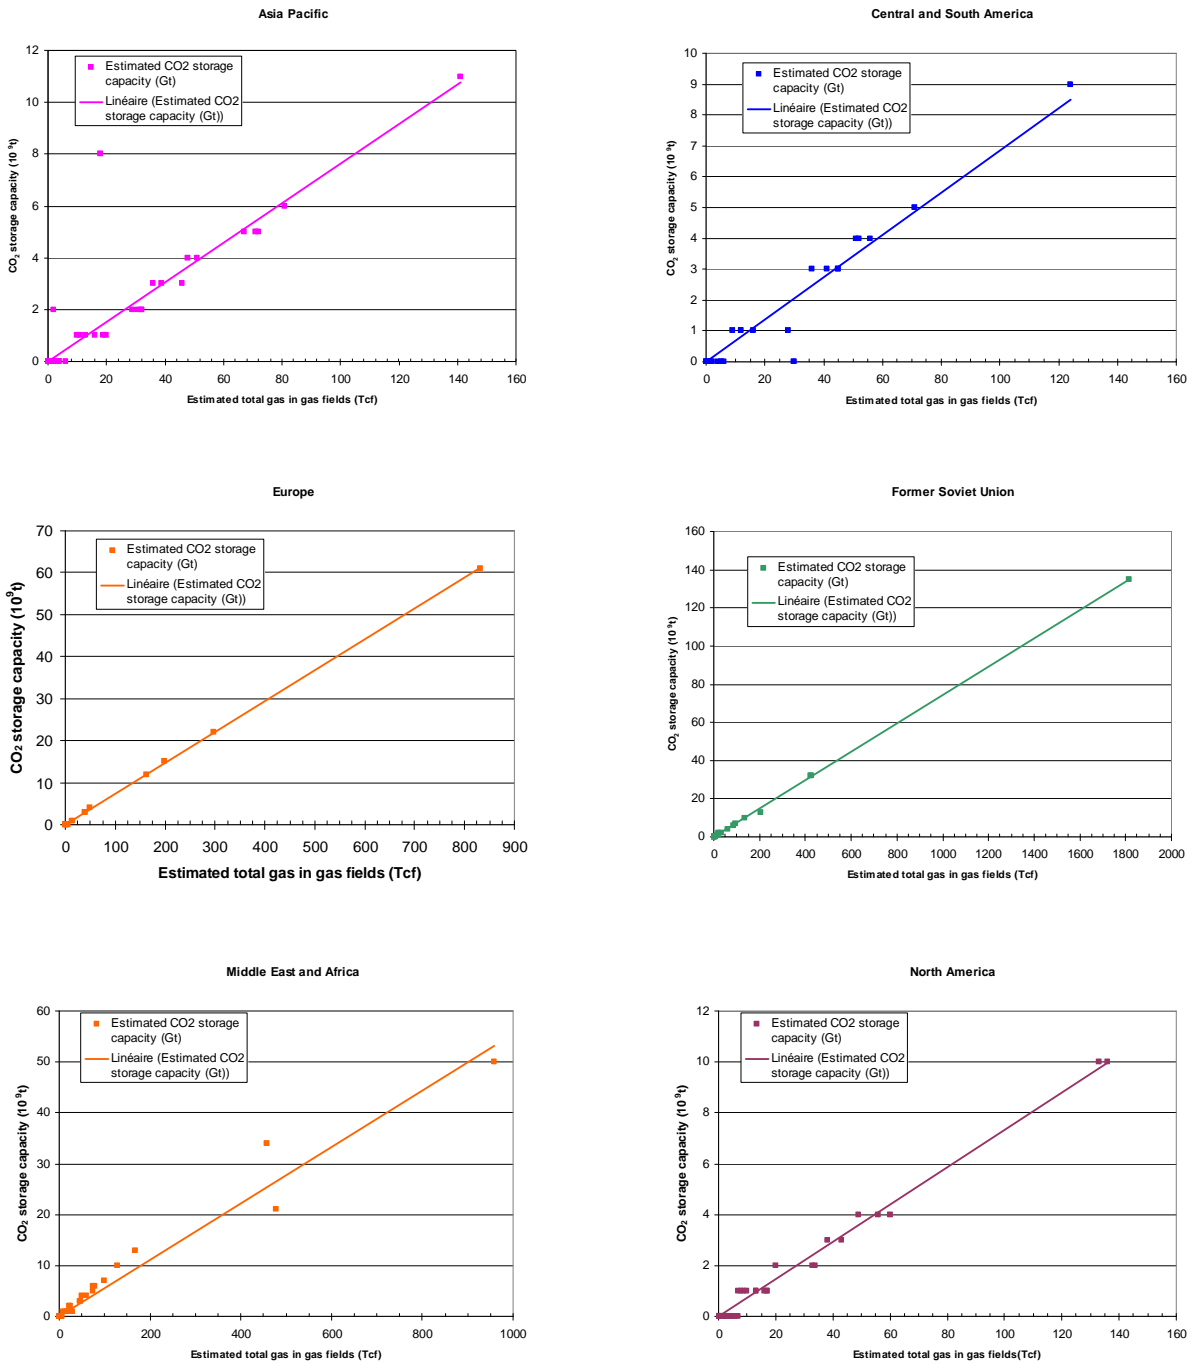 Asia Pacific
12
10
8
6
4
2
0
0 20 40 60 80 100 120 140 160
CO2 storage capacity (10 9t)
Estimated CO2 storage
capacity (Gt)
Linéaire (Estimated CO2
storage capacity (Gt))
Estimated total gas in gas fields (Tcf)
Central and South America
10
9
8
7
6
5
4
3
2
1
0
0 20 40 60 80 100 120 140 160
CO2 storage capacity (10 9t)
Estimated CO2 storage
capacity (Gt)
Linéaire (Estimated CO2
storage capacity (Gt))
Estimated total gas in gas fields (Tcf)
Europe
70
60
50
40
30
20
10
0
0 100 200 300 400 500 600 700 800 900
CO2 storage capacity (10 9t)
Estimated CO2 storage
capacity (Gt)
Linéaire (Estimated CO2
storage capacity (Gt))
Estimated total gas in gas fields (Tcf)
Former Soviet Union
160
140
120
100
80
60
40
20
0
0 200 400 600 800 1000 1200 1400 1600 1800 2000
CO2 storage capacity (10 9t)
Estimated CO2 storage
capacity (Gt)
Linéaire (Estimated CO2
storage capacity (Gt))
Estimated total gas in gas fields (Tcf)
Middle East and Africa
60
50
40
30
20
10
0
0 200 400 600 800 1000
CO2 storage capacity (10 9t)
Estimated CO2 storage
capacity (Gt)
Linéaire (Estimated CO2
storage capacity (Gt))
Estimated total gas in gas fields (Tcf)
North America
12
10
8
6
4
2
0
0 20 40 60 80 100 120 140 160
CO2 storage capacity (10 9t)
Estimated CO2 storage
capacity (Gt)
Linéaire (Estimated CO2
storage capacity (Gt))
Estimated total gas in gas fields(Tcf)